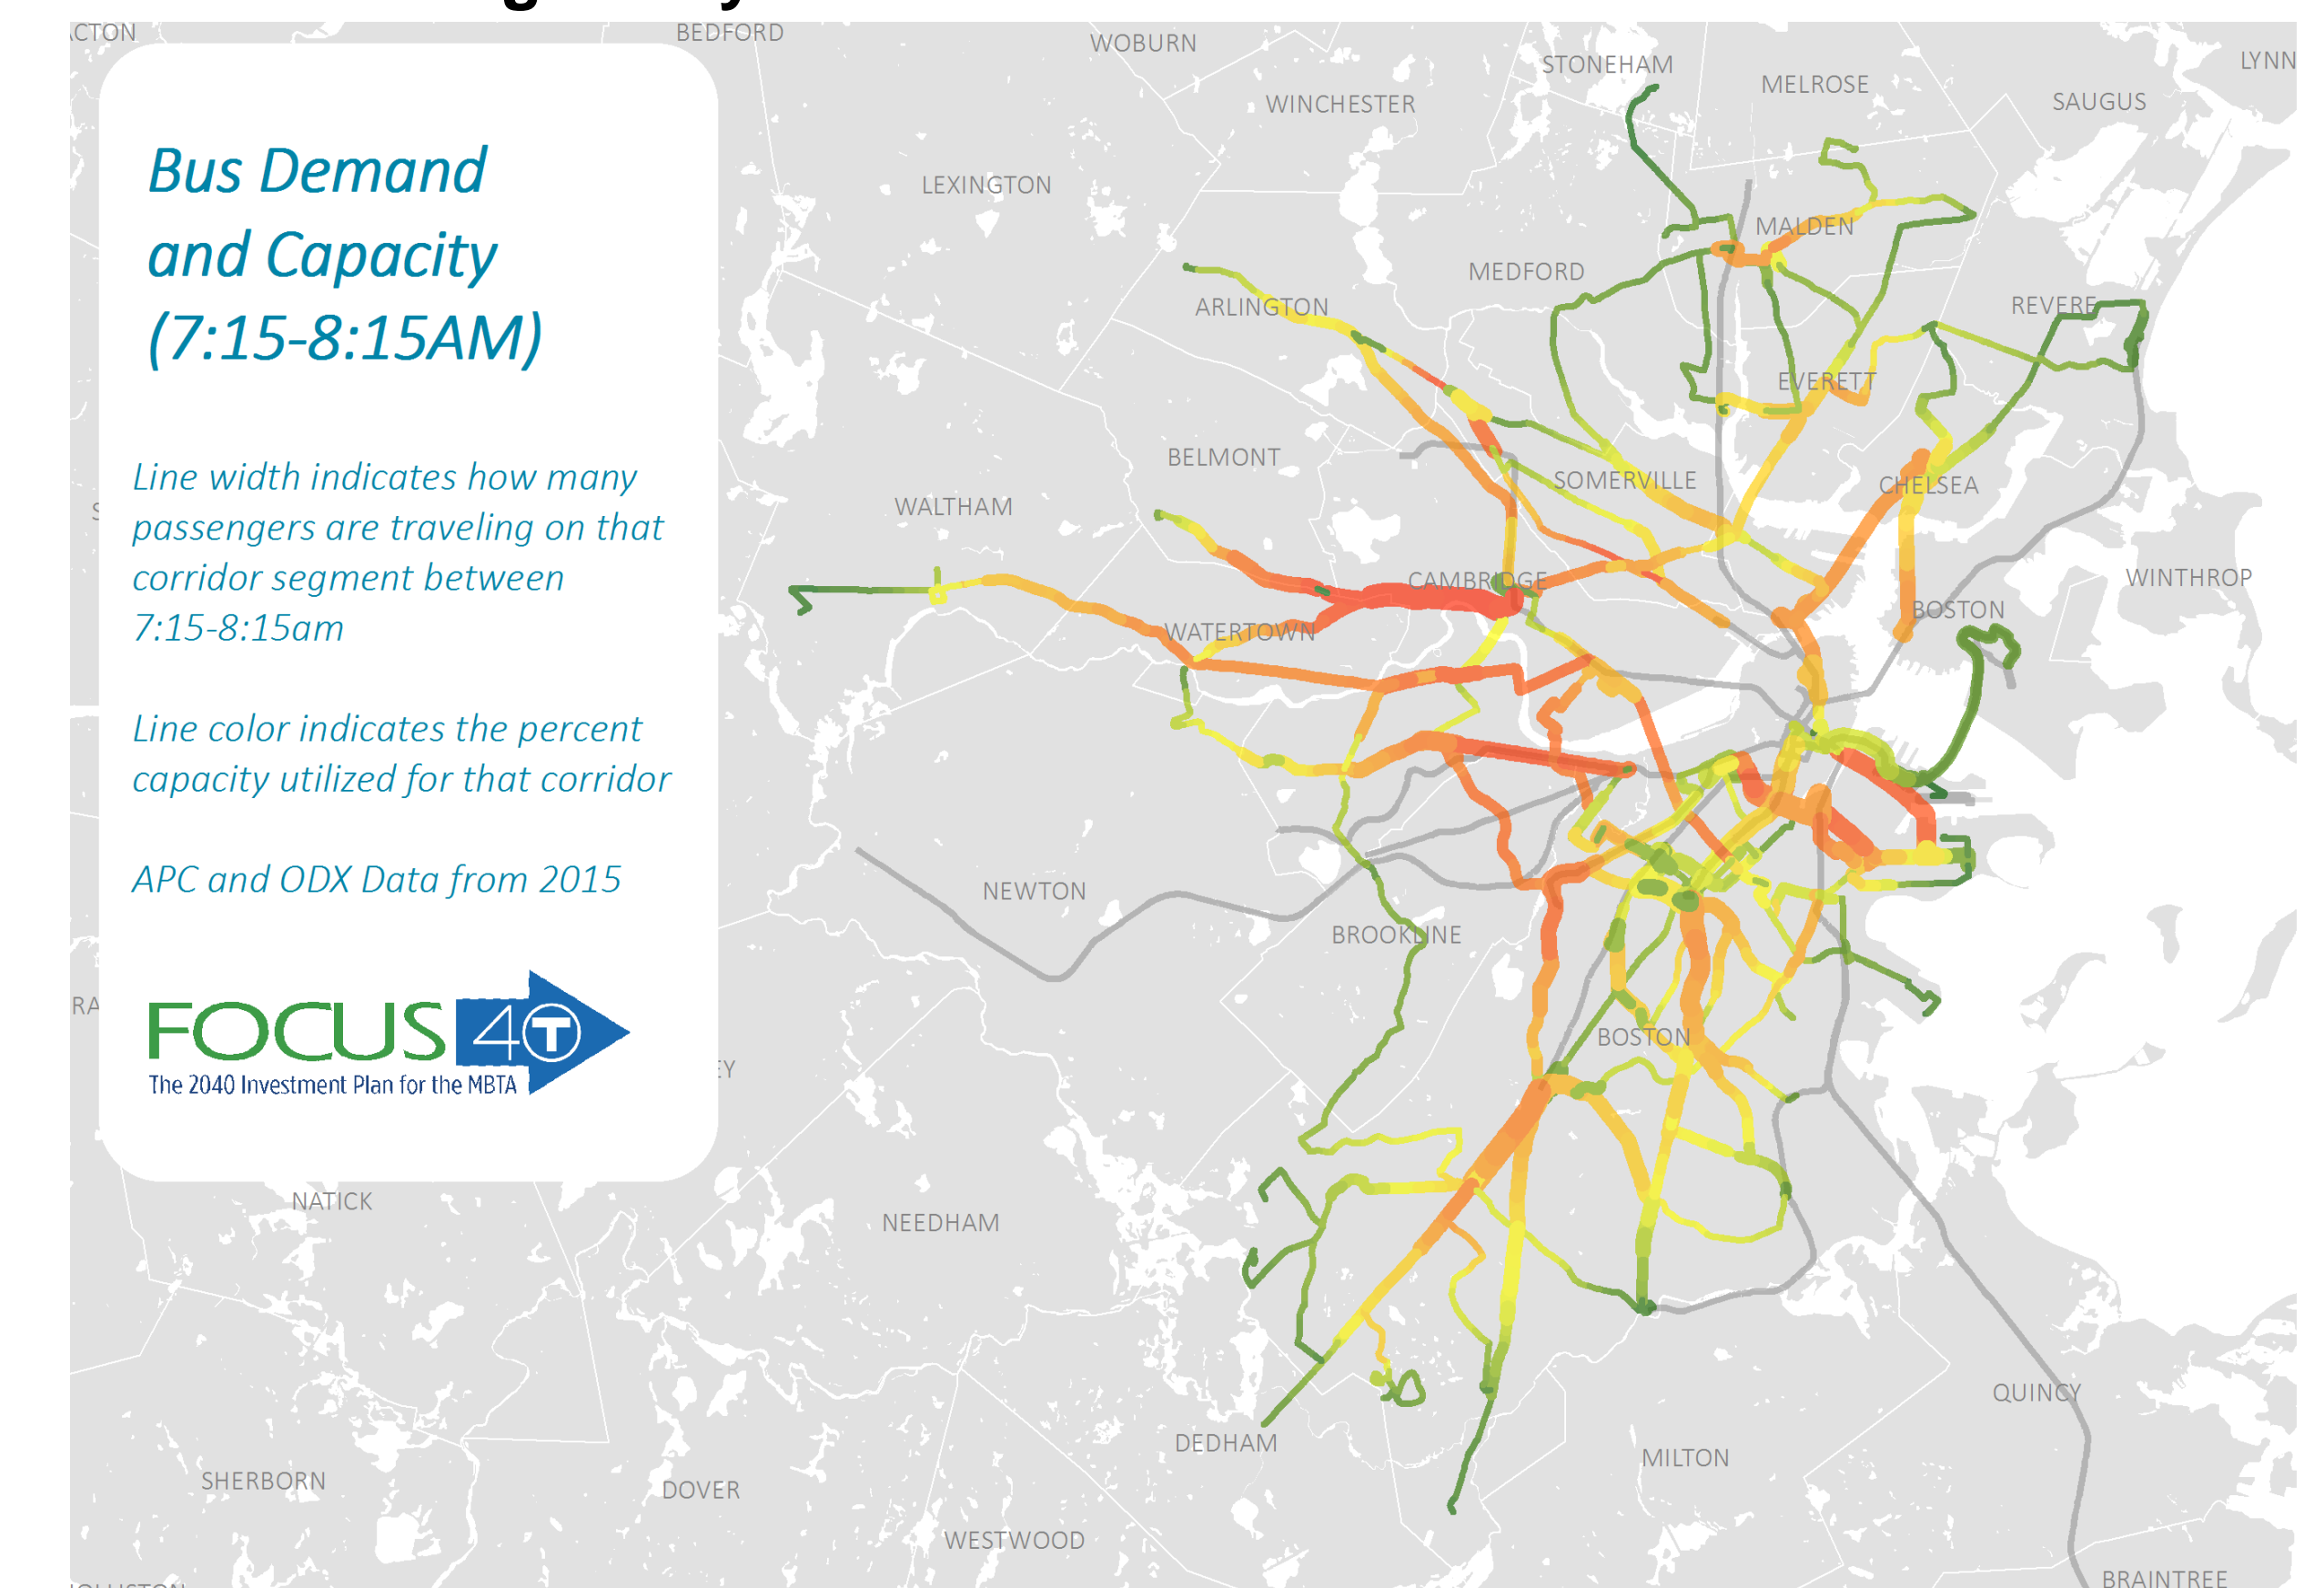 Bus Demand
and Capacity
(7:15-8:15AM)
Line width indicates how many
passengers are traveling on that
corridor segment between
7:15-8:15am
Line color indicates the percent
capacity utilized for that corridor
APC and ODX Data from 2015
FOCUS 4 T
The 2040 Investment Plan for the MBTA
BEDFORD
WOBURN
STONEHAM
LYNN
MELROSE
WINCHESTER
SAUGUS
LEXINGTON
MALDEN
MEDFORD
ARLINGTON
REVERE
EVERETT
BELMONT
SOMERVILLE
CHELSEA
WALTHAM
CAMBRIDGE
WINTHROP
BOSTON
WATERTOWN
NEWTON
BROOKLINE
BOSTON
NATICK
NEEDHAM
QUINCY
DEDHAM
MILTON
SHERBORN
DOVER
WESTWOOD
BRAINTREE